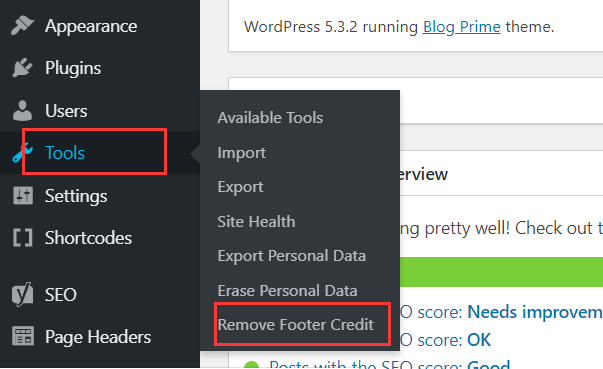 Appearance
Plugins
Users
Tools
Settings
Shortcodes
SEO
Page Headers
Available Tools
Import
Export
Site Health
Export Personal Data
Erase Personal Data
Remove Footer Credit
WordPress 5.3.2 running Blog Prime theme.
erview
ng pretty well! Check out t
O score: Needs improvem
O score: OK
Posts with the SEO score: Good